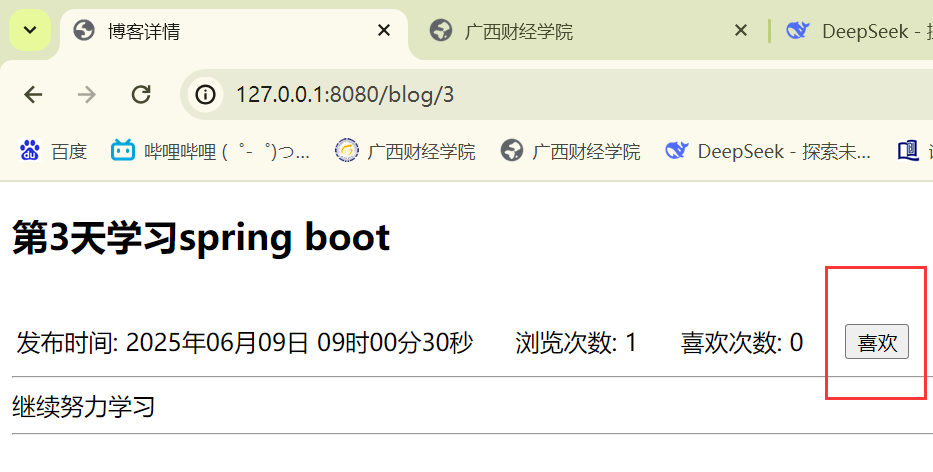 博客详情 广西财经学院 DeepSeek -
127.0.0.1:8080/blog/3
百度 哔哩哔哩 ( ゜- ゜)つ... 广西财经学院 广西财经学院 DeepSeek - 探索未...
第3天学习spring boot
发布时间: 2025年06月09日 09时00分30秒 浏览次数: 1 喜欢次数: 0 喜欢
继续努力学习